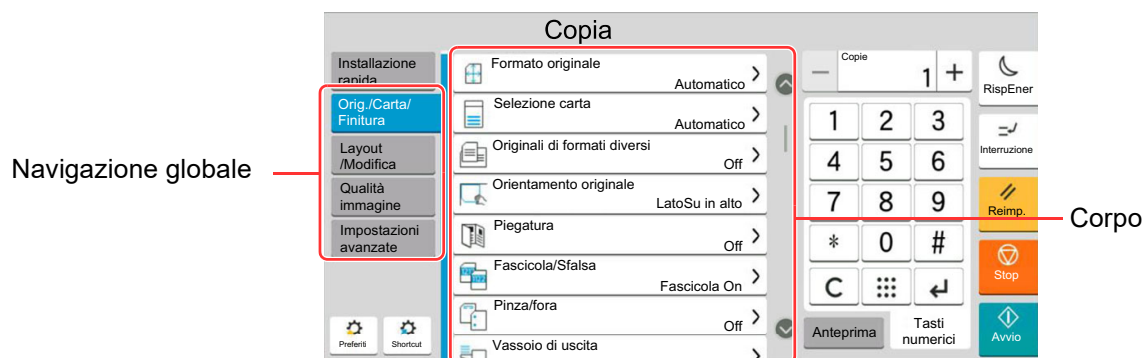 Copia
Navigazione globale
Installazione
rapida
Orig./Carta/
Finitura
Layout
/Modifica
Qualità
immagine
Impostazioni
avanzate
Preferiti
Shortcut
Formato originale
Automatico
Selezione carta
Automatico
Originali di formati diversi
Off
Orientamento originale
LatoSu in alto
Piegatura
Off
Fascicola/Sfalsa
Fascicola On
Pinza/fora
Off
Vassoio di uscita
Copie
− 1 +
1 2 3
4 5 6
7 8 9
* 0 #
C
Anteprima
Tasti
numerici
RispEner
Interruzione
Reimp.
Stop
Avvio
Corpo